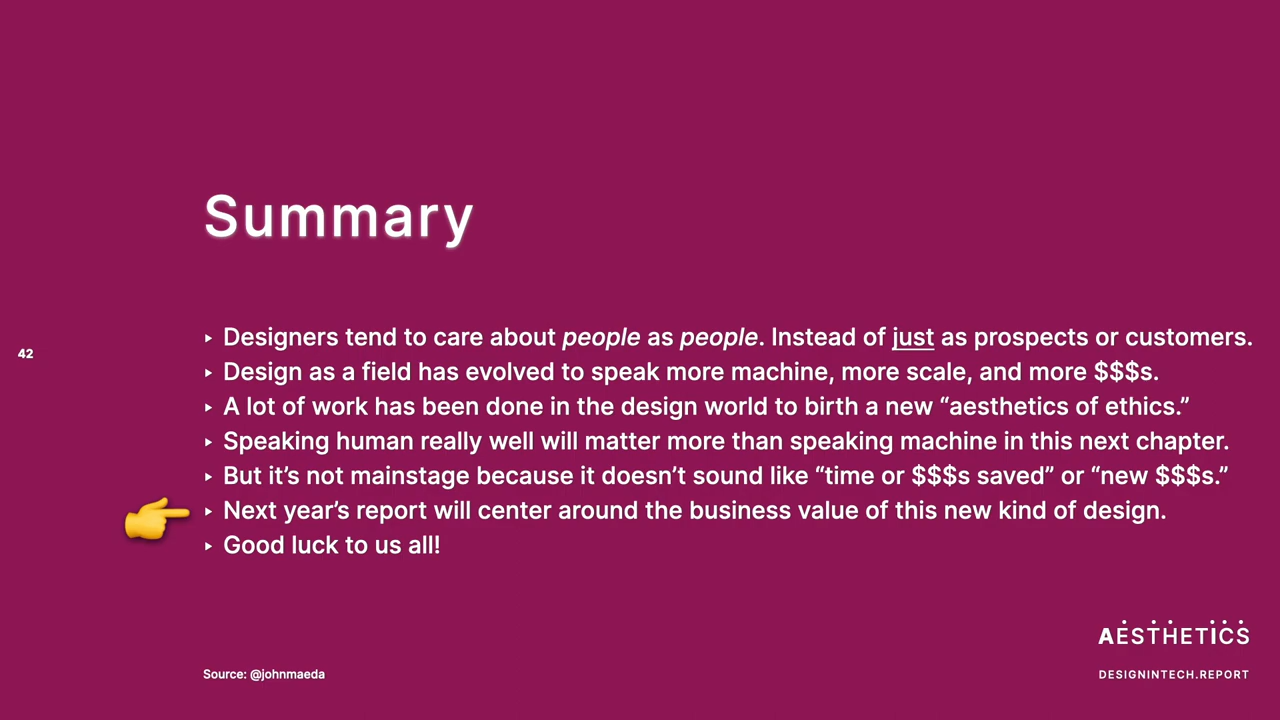 Summary
42
‣ Designers tend to care about people as people. Instead of just as prospects or customers.
‣ Design as a field has evolved to speak more machine, more scale, and more $$$s.
‣ A lot of work has been done in the design world to birth a new “aesthetics of ethics.”
‣ Speaking human really well will matter more than speaking machine in this next chapter.
‣ But it’s not mainstage because it doesn’t sound like “time or $$$s saved” or “new $$$s.”
‣ Next year’s report will center around the business value of this new kind of design.
‣ Good luck to us all!
AĖSṪḢETİĊṠ
Source: @johnmaeda
DESIGNINTECH.REPORT